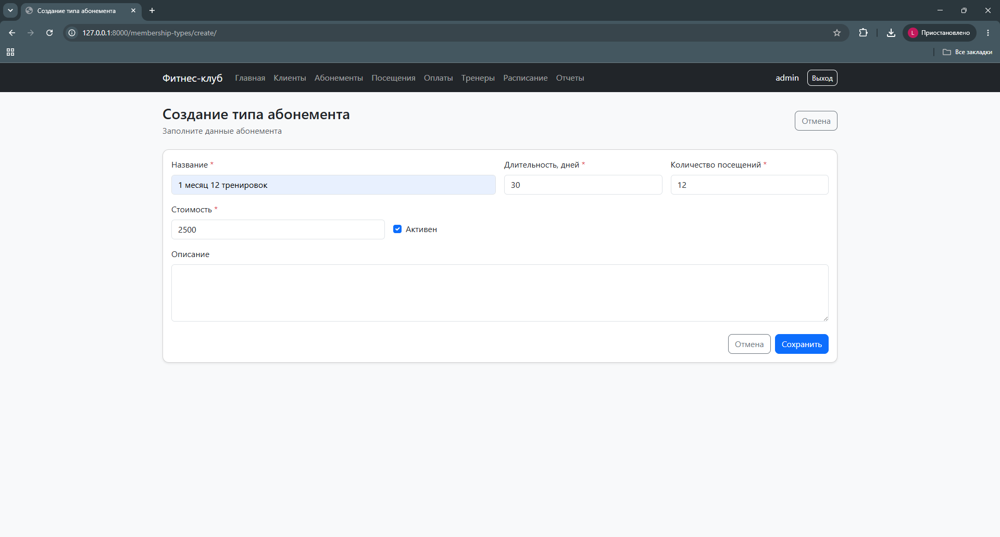 Создание типа абонемента
127.0.0.1:8000/membership-types/create/
L Приостановлено
Все закладки
Фитнес-клуб Главная Клиенты Абонементы Посещения Оплаты Тренеры Расписание Отчеты admin Выход
Создание типа абонемента
Заполните данные абонемента
Отмена
Название * Длительность, дней * Количество посещений *
1 месяц 12 тренировок 30 12
Стоимость *
2500 Активен
Описание
Отмена Сохранить